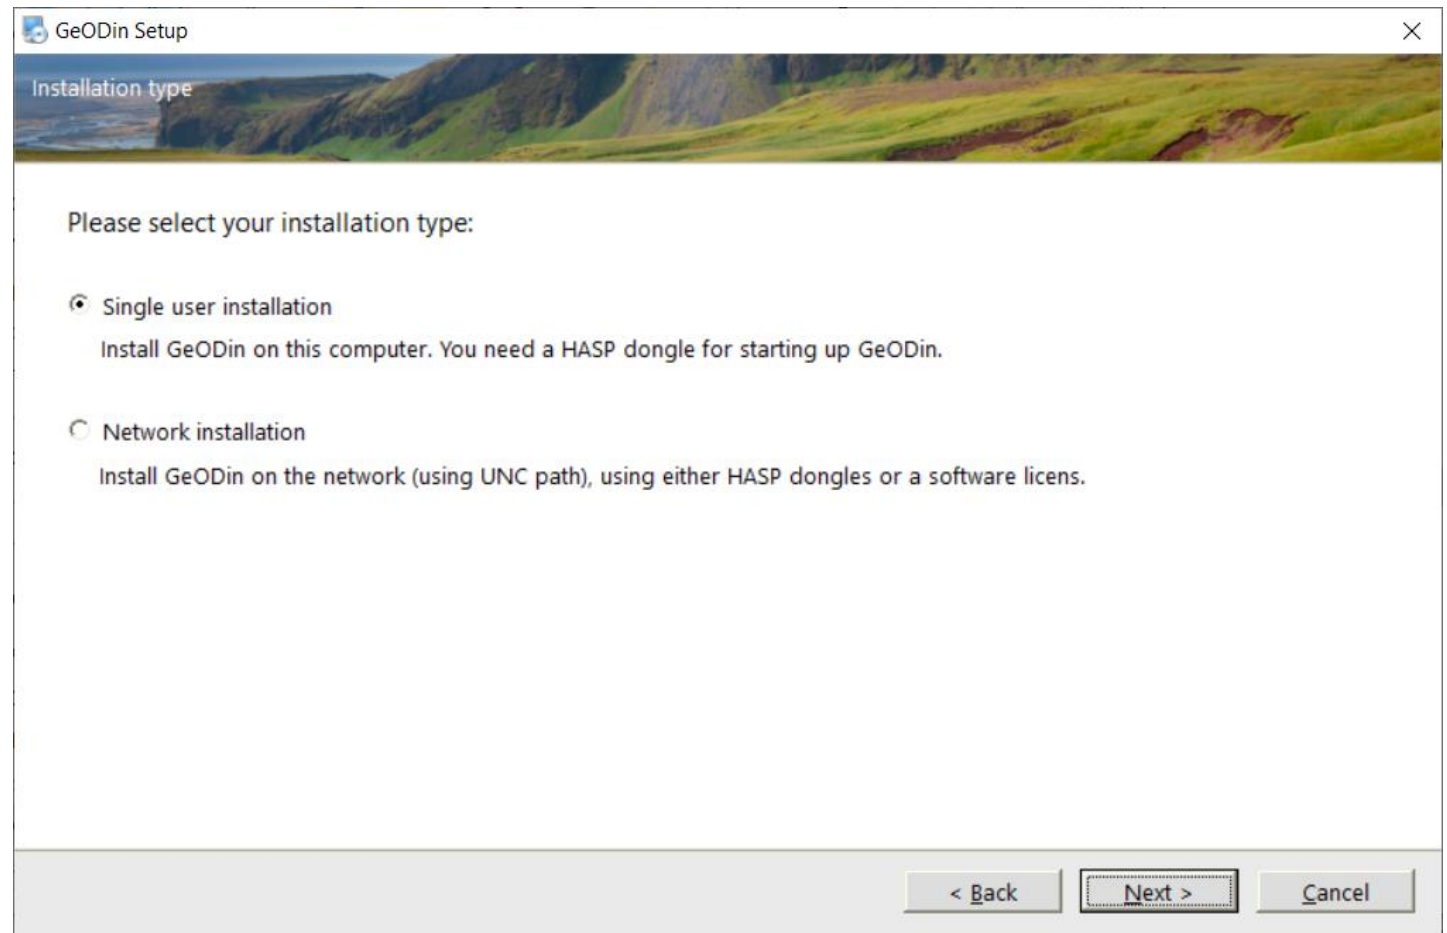 GeODin Setup
Installation type
Please select your installation type:
Single user installation
Install GeODin on this computer. You need a HASP dongle for starting up GeODin.
Network installation
Install GeODin on the network (using UNC path), using either HASP dongles or a software licens.
< Back Next > Cancel